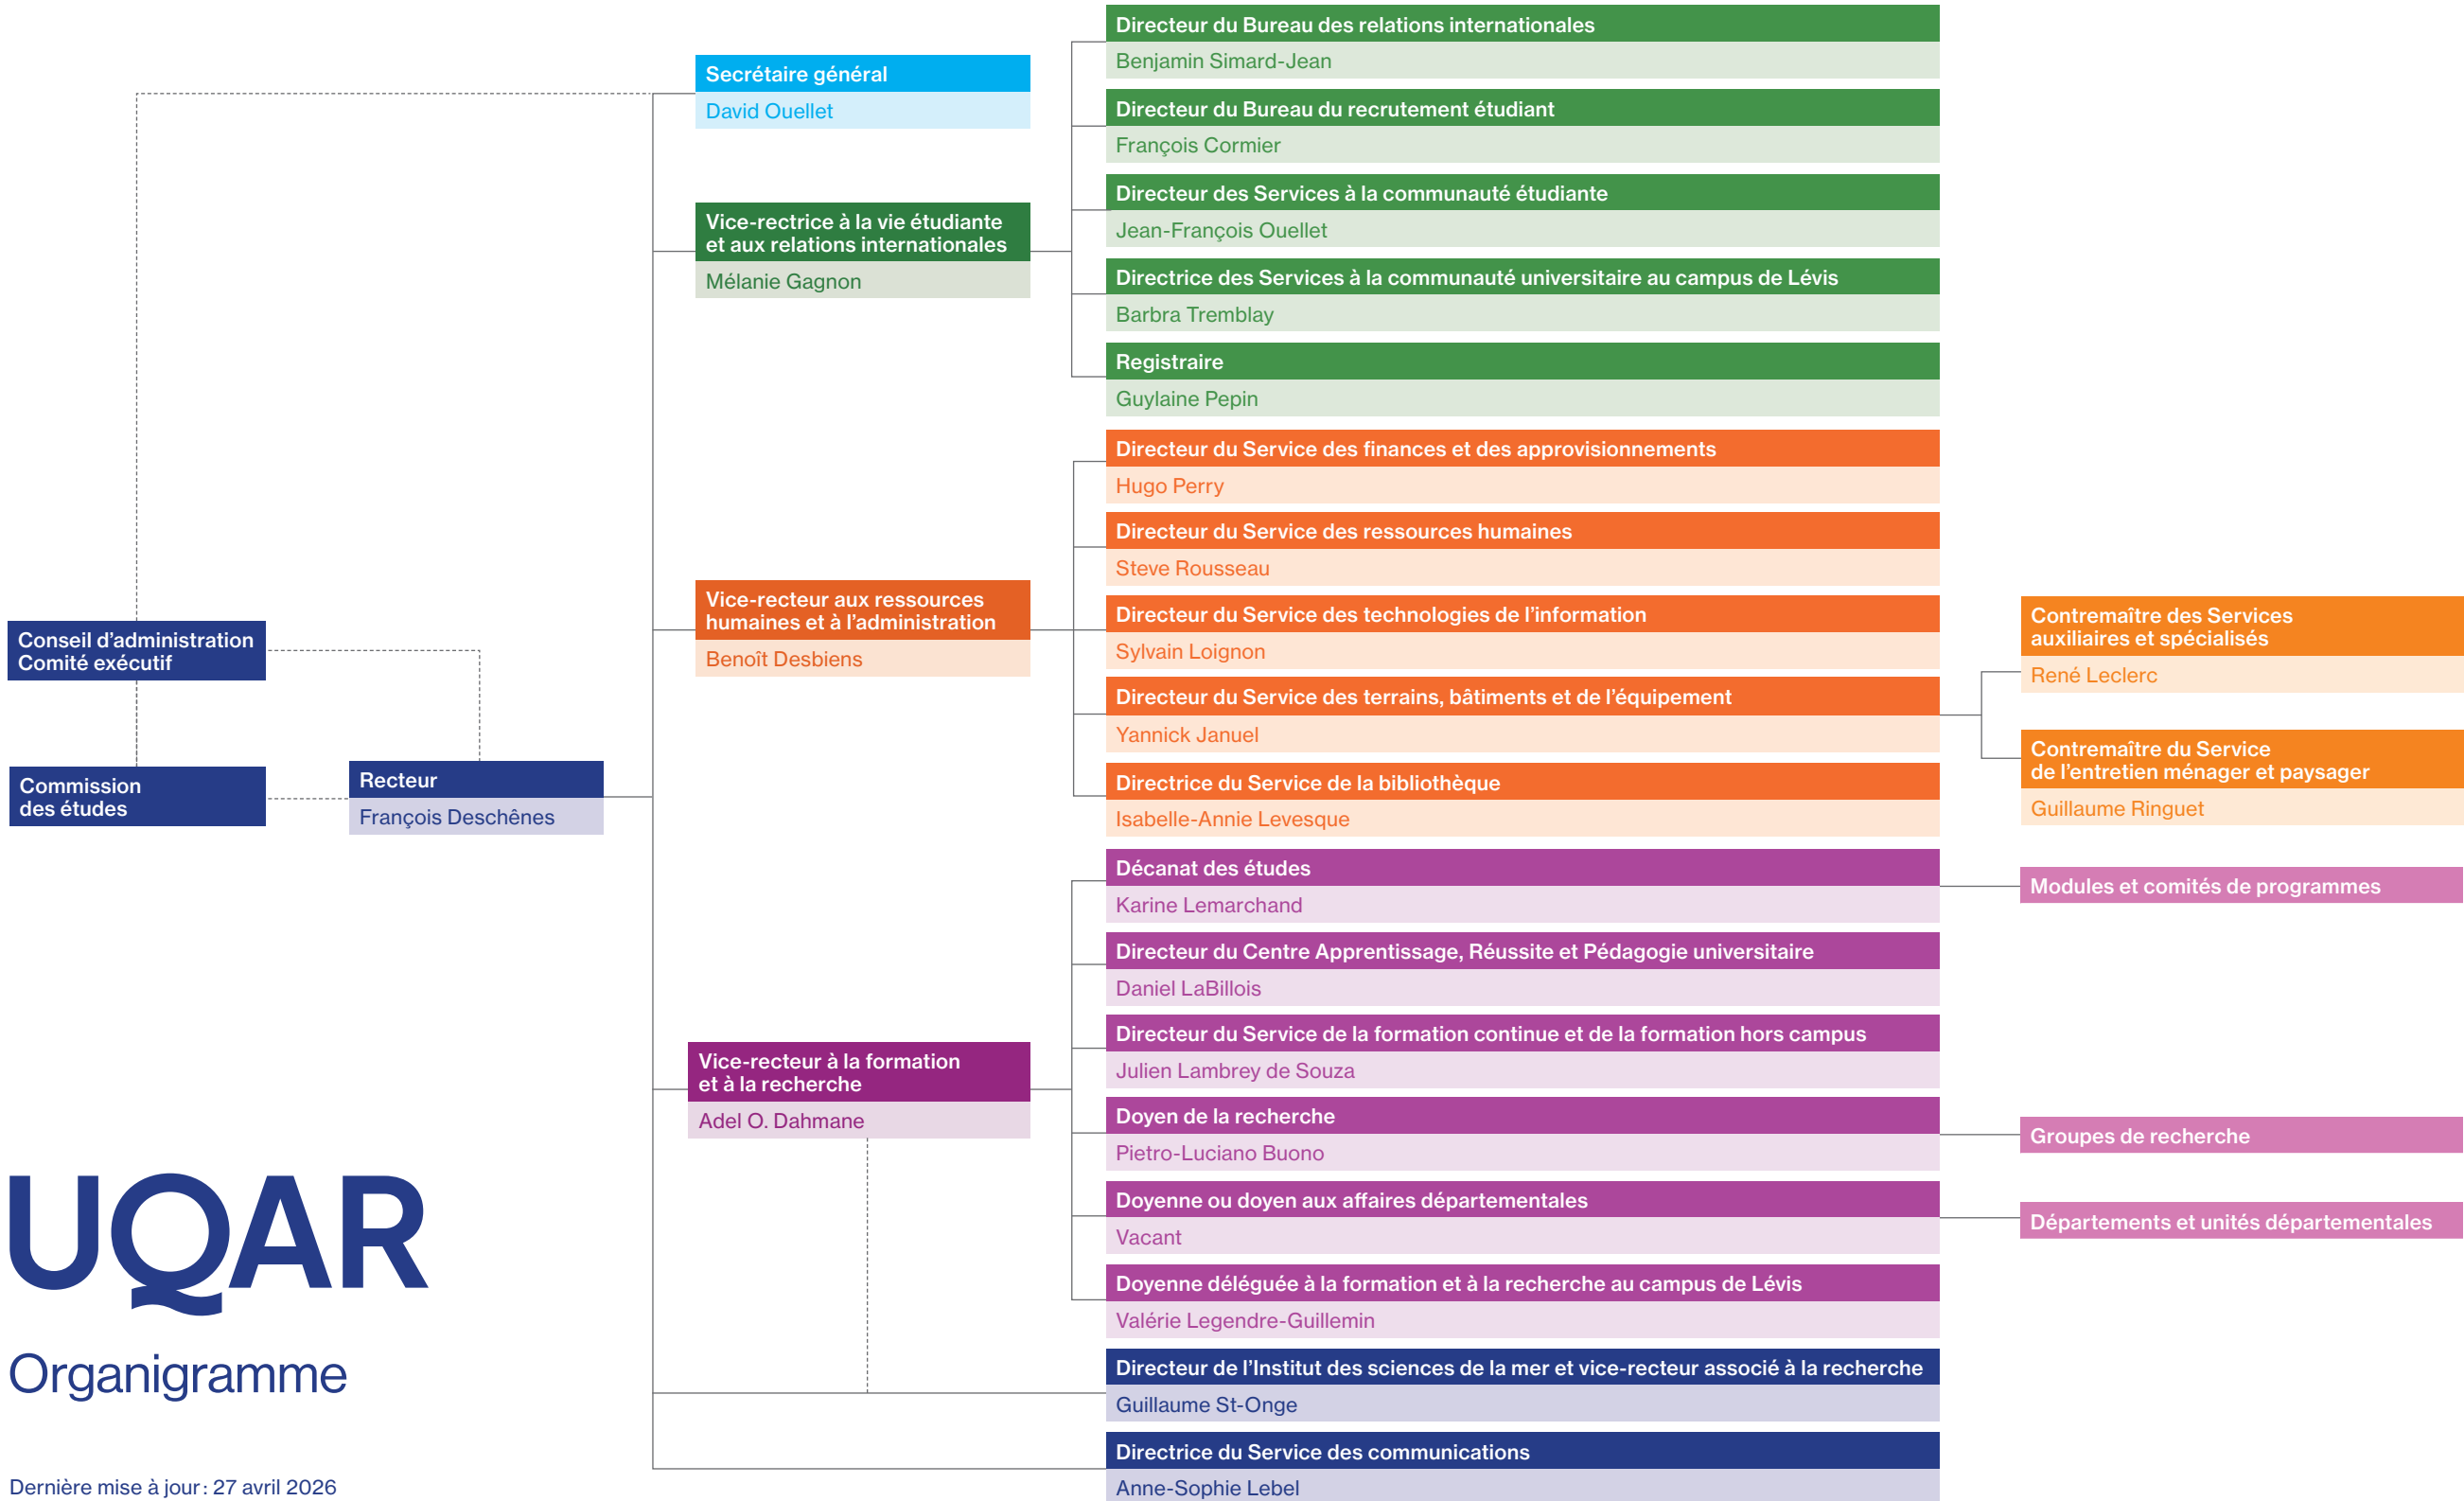 Conseil d’administration
Comité exécutif
Commission
des études
Recteur
François Deschênes
Secrétaire général
David Ouellet
Vice-rectrice à la vie étudiante
et aux relations internationales
Mélanie Gagnon
Directeur du Bureau des relations internationales
Benjamin Simard-Jean
Directeur du Bureau du recrutement étudiant
François Cormier
Directeur des Services à la communauté étudiante
Jean-François Ouellet
Directrice des Services à la communauté universitaire au campus de Lévis
Barbra Tremblay
Registraire
Guylaine Pepin
Vice-recteur aux ressources
humaines et à l’administration
Benoît Desbiens
Directeur du Service des finances et des approvisionnements
Hugo Perry
Directeur du Service des ressources humaines
Steve Rousseau
Directeur du Service des technologies de l’information
Sylvain Loignon
Directeur du Service des terrains, bâtiments et de l’équipement
Yannick Januel
Contremaître des Services
auxiliaires et spécialisés
René Leclerc
Contremaître du Service
de l’entretien ménager et paysager
Guillaume Ringuet
Directrice du Service de la bibliothèque
Isabelle-Annie Levesque
Vice-recteur à la formation
et à la recherche
Adel O. Dahmane
Décanat des études
Karine Lemarchand
Modules et comités de programmes
Directeur du Centre Apprentissage, Réussite et Pédagogie universitaire
Daniel LaBillois
Directeur du Service de la formation continue et de la formation hors campus
Julien Lambrey de Souza
Doyen de la recherche
Pietro-Luciano Buono
Groupes de recherche
Doyenne ou doyen aux affaires départementales
Vacant
Départements et unités départementales
Doyenne déléguée à la formation et à la recherche au campus de Lévis
Valérie Legendre-Guillemin
Directeur de l’Institut des sciences de la mer et vice-recteur associé à la recherche
Guillaume St-Onge
Directrice du Service des communications
Anne-Sophie Lebel
UQAR
Organigramme
Dernière mise à jour : 27 avril 2026